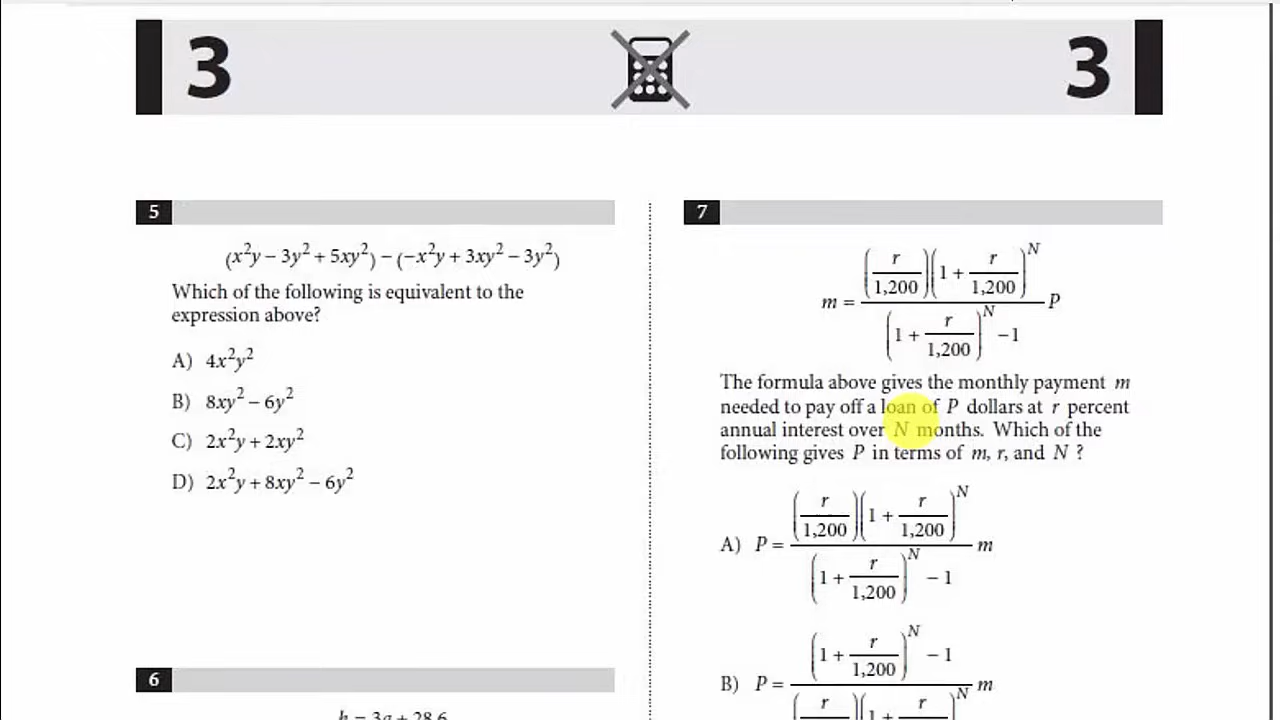 3 3
5
(x²y − 3y² + 5xy²) − (−x²y + 3xy² − 3y²)
Which of the following is equivalent to the
expression above?
A) 4x²y²
B) 8xy² − 6y²
C) 2x²y + 2xy²
D) 2x²y + 8xy² − 6y²
6
h = 3a + 28.6
7
m = ((r/1,200)(1 + r/1,200)^N) / ((1 + r/1,200)^N − 1) P
The formula above gives the monthly payment m
needed to pay off a loan of P dollars at r percent
annual interest over N months. Which of the
following gives P in terms of m, r, and N ?
A) P = ((r/1,200)(1 + r/1,200)^N) / ((1 + r/1,200)^N − 1) m
B) P = ((1 + r/1,200)^N − 1) / ((r)(1 + r)^N) m